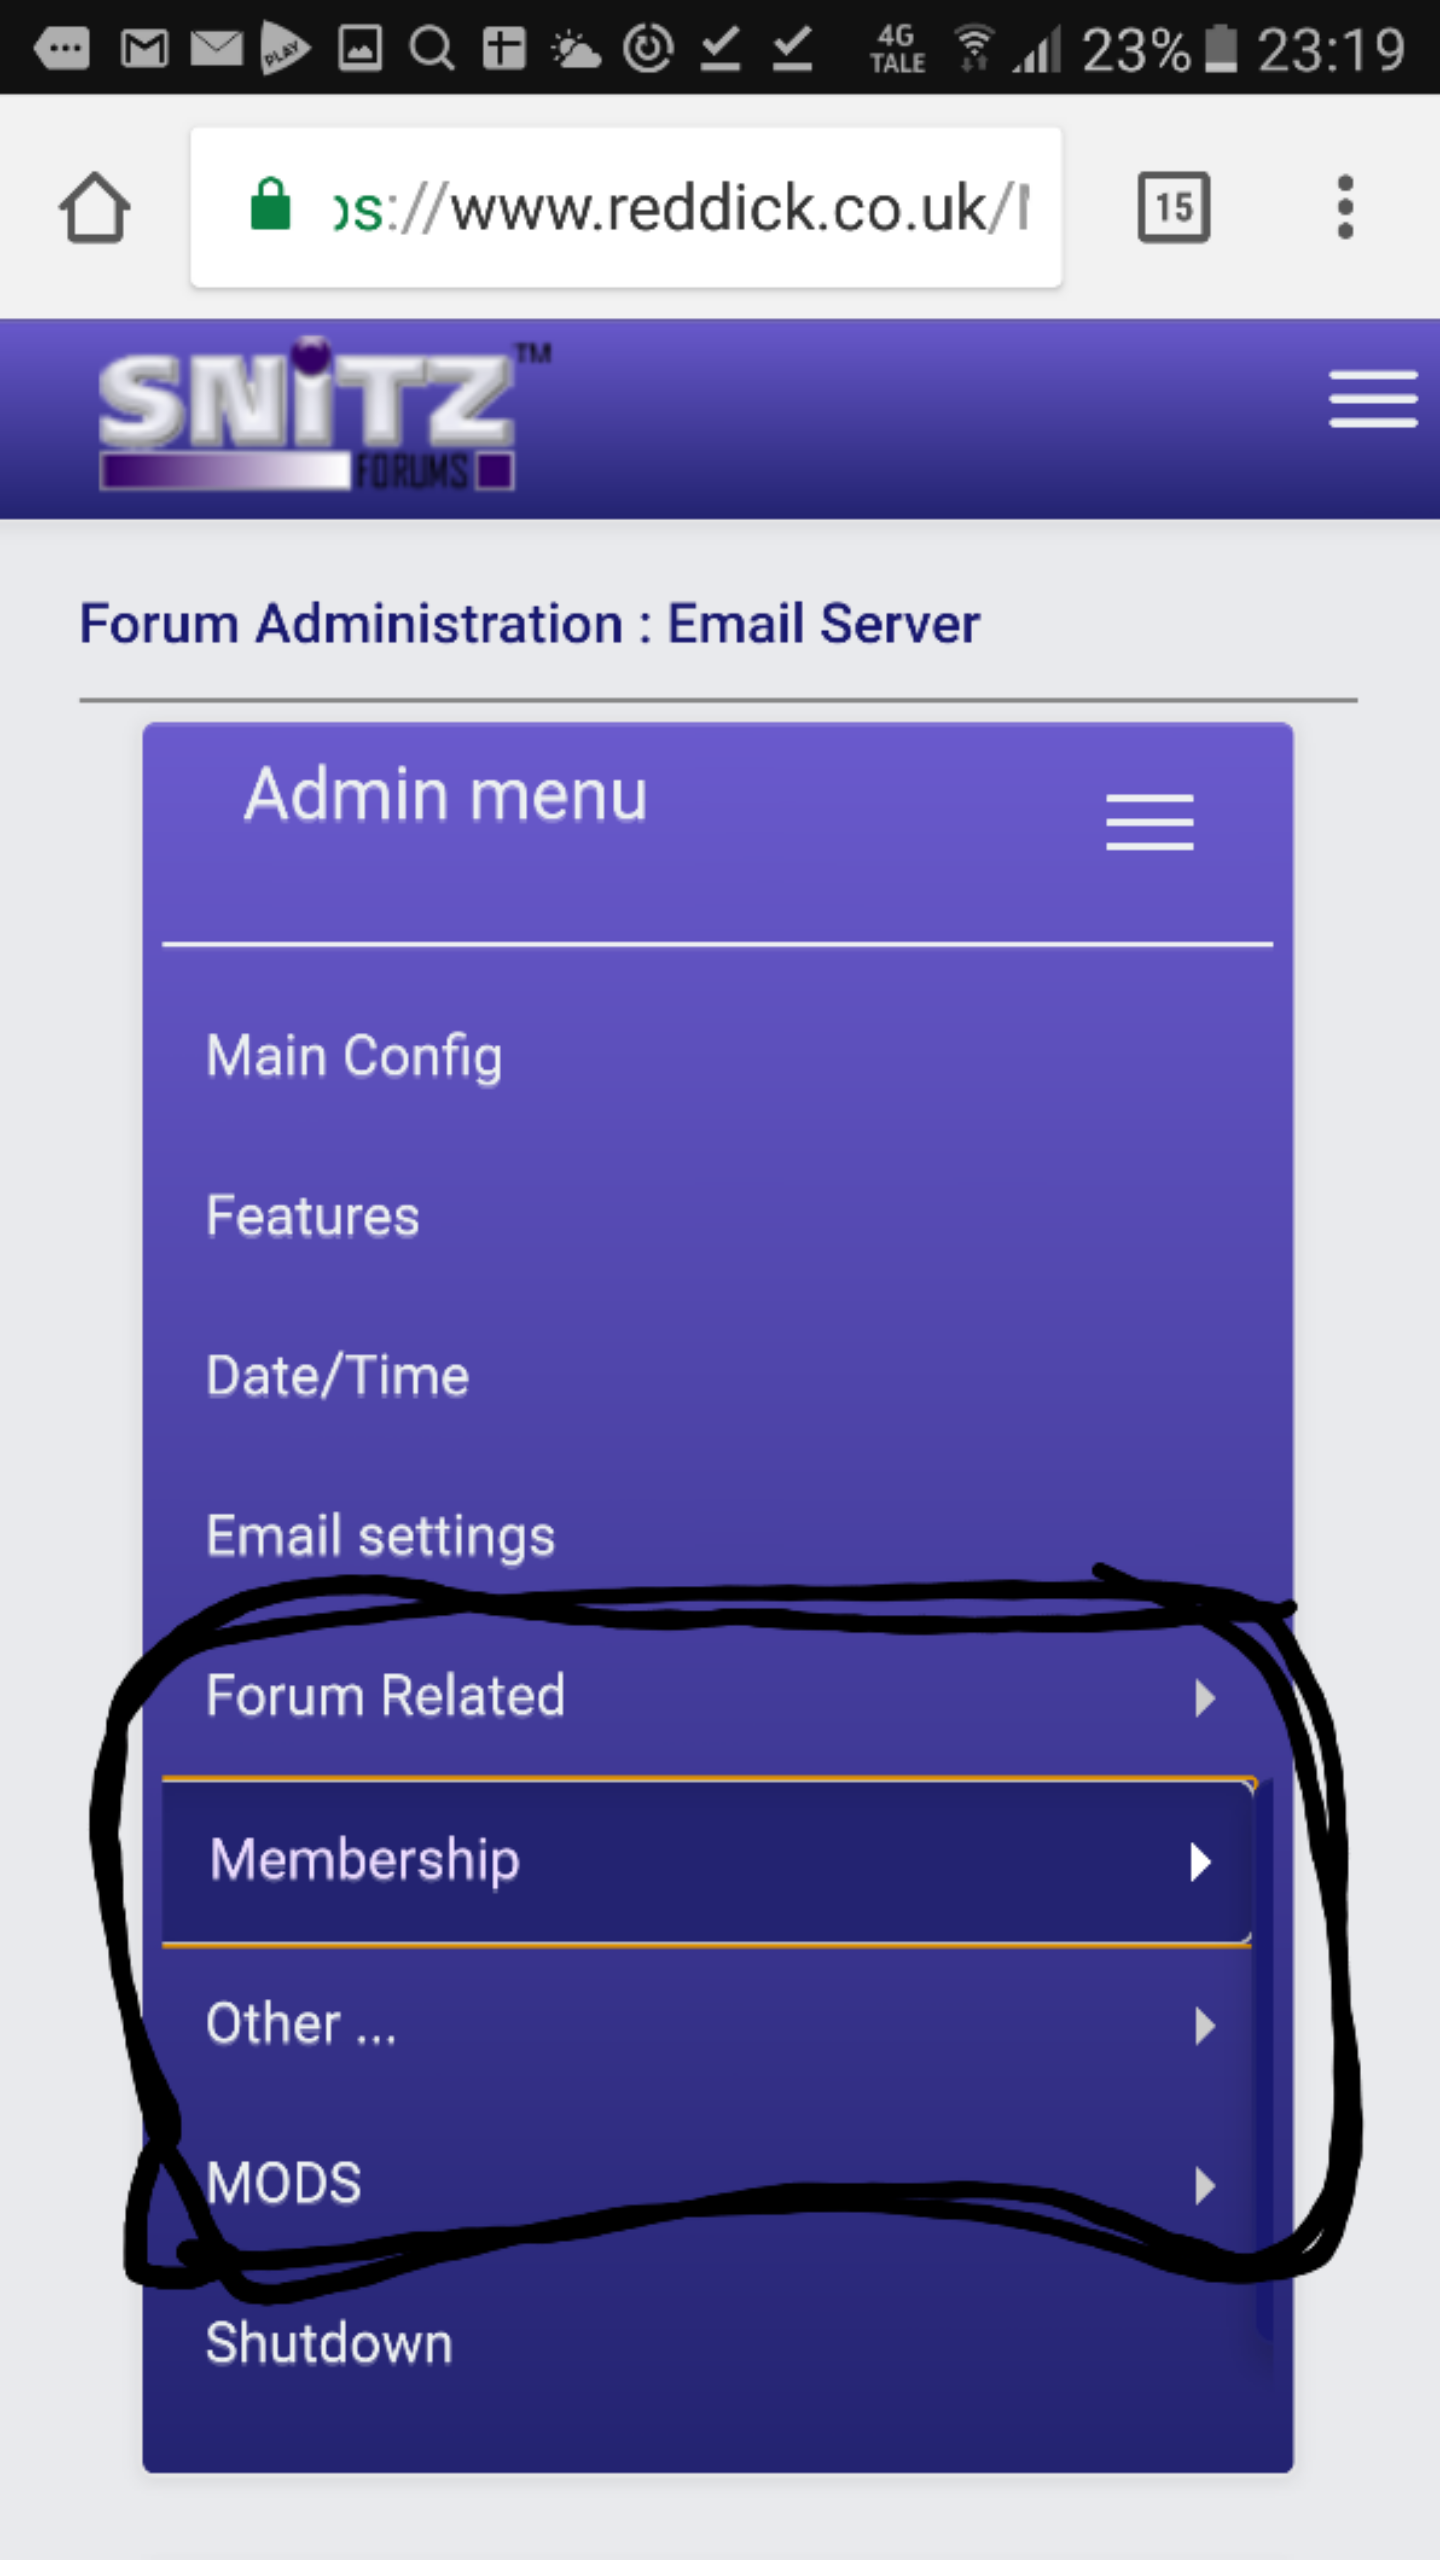 PLAY
4G
TALE
23%
23:19
ps://www.reddick.co.uk/
15
SNiTZ™
FORUMS
Forum Administration : Email Server
Admin menu
Main Config
Features
Date/Time
Email settings
Forum Related
Membership
Other ...
MODS
Shutdown